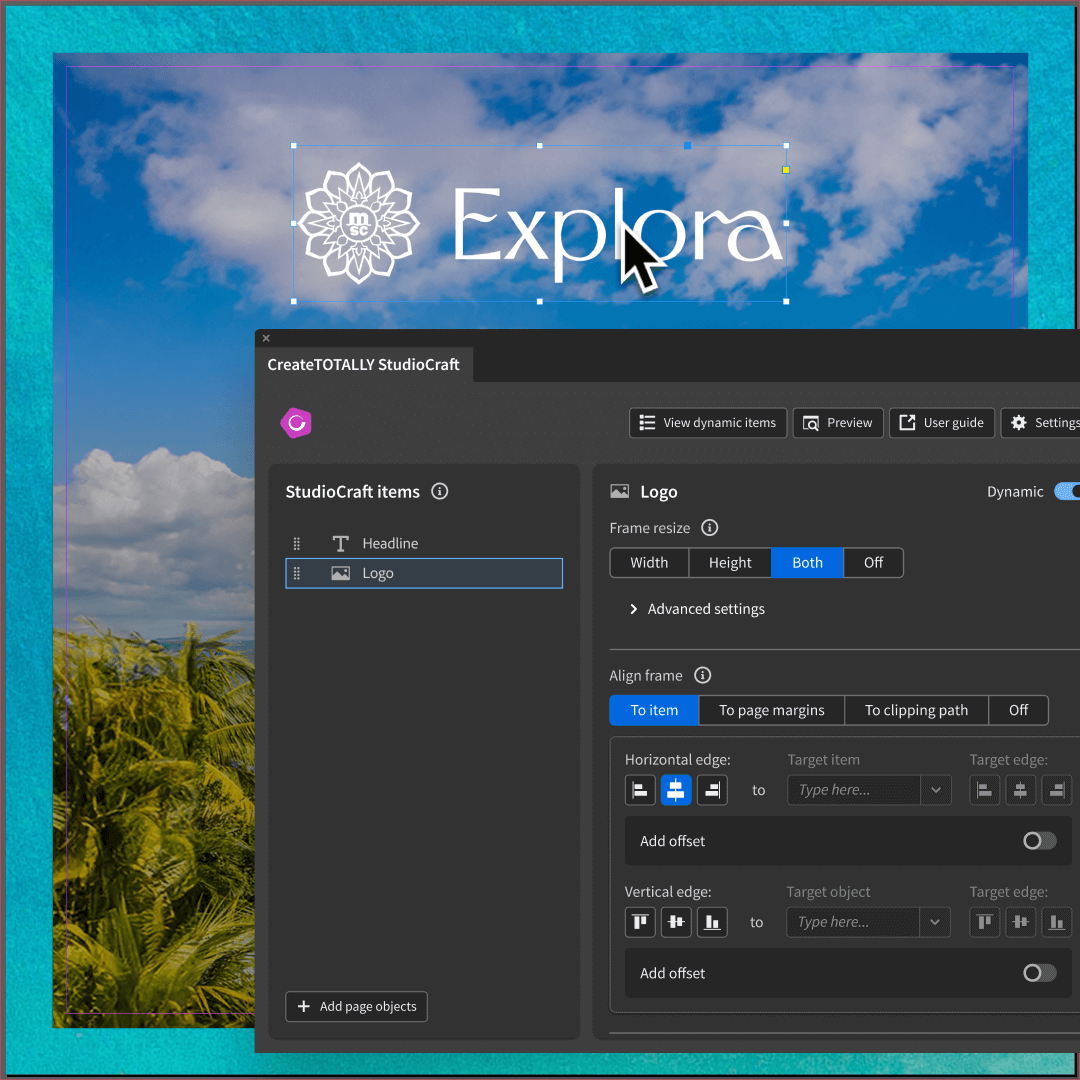 msc Explora
CreateTOTALLY StudioCraft
View dynamic items Preview User guide Settings
StudioCraft items
Headline
Logo
Add page objects
Logo Dynamic
Frame resize
Width Height Both Off
Advanced settings
Align frame
To item To page margins To clipping path Off
Horizontal edge: Target item Target edge:
to Type here...
Add offset
Vertical edge: Target object Target edge:
to Type here...
Add offset